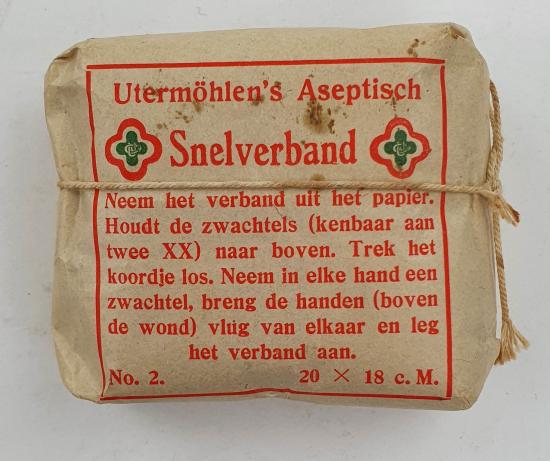 Utermöhlen's Aseptisch
Snelverband
Neem het verband uit het papier.
Houdt de zwachtels (kenbaar aan
twee XX) naar boven. Trek het
koordje los. Neem in elke hand een
zwachtel, breng de handen (boven
de wond) vlug van elkaar en leg
het verband aan.
No. 2. 20 × 18 c. M.